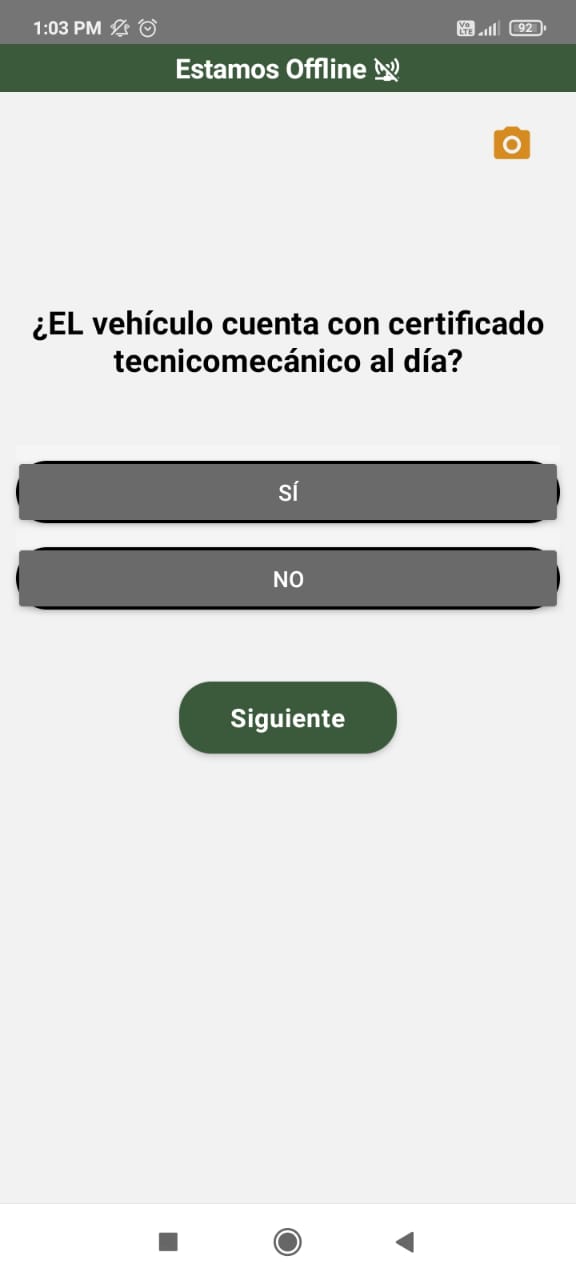 1:03 PM
Vo LTE
92
Estamos Offline
¿EL vehículo cuenta con certificado
tecnicomecánico al día?
SÍ
NO
Siguiente